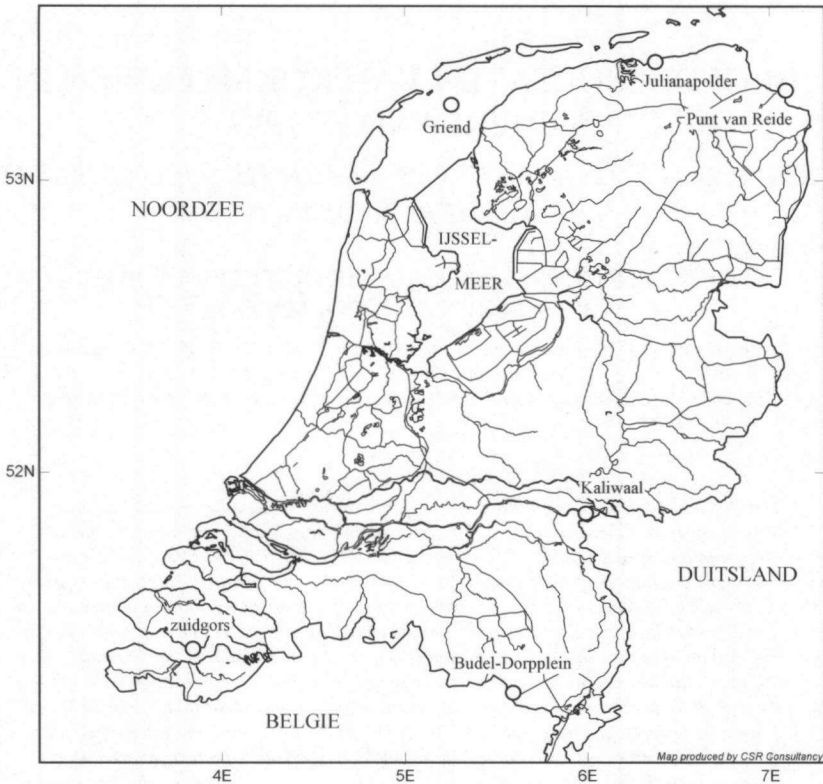 Julianapolder
Griend
Punt van Reide
53N
NOORDZEE
IJSSEL-
MEER
52N
Kaliwaal
DUITSLAND
zuidgors
Budel-Dorpplein
BELGIE
Map produced by CSR Consultancy
4E 5E 6E 7E